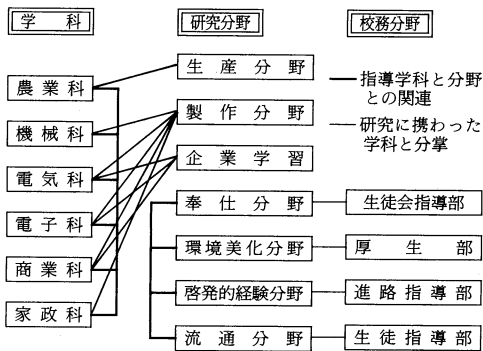 学科 研究分野 校務分野
農業科
機械科
電気科
電子科
商業科
家政科
生産分野
製作分野
企業学習
奉仕分野
環境美化分野
啓発的経験分野
流通分野
指導学科と分野
との関連
研究に携わった
学科と分掌
生徒会指導部
厚生部
進路指導部
生徒指導部